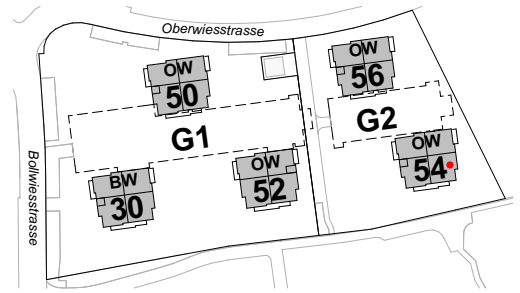 Oberwiesstrasse
OW
56
OW
50
G2
G1
OW
54
OW
52
BW
30
Bollwiesstrasse